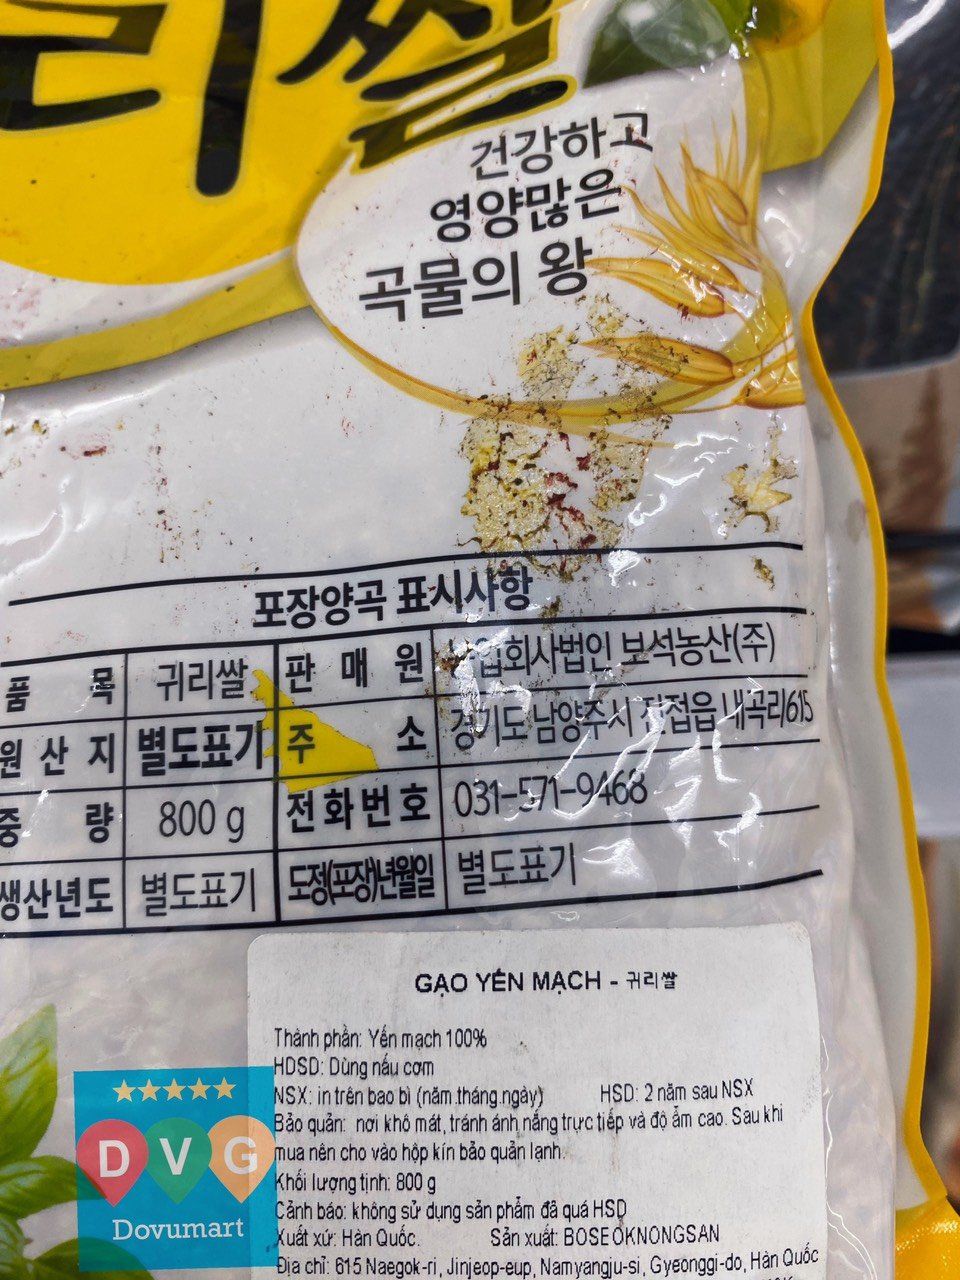 리쌀
건강하고
영양많은
곡물의 왕
포장양곡 표시사항
품 목 귀리쌀 판 매 원 회사법인 보석농산(주)
원 산 지 별도표기 주 소 경기도 남양주시 진접읍 내곡리615
중 량 800 g 전화번호 031-571-9468
생산년도 별도표기 도정(포장)년월일 별도표기
GẠO YẾN MẠCH - 귀리쌀
Thành phần: Yến mạch 100%
HDSD: Dùng nấu cơm
NSX: in trên bao bì (năm.tháng.ngày) HSD: 2 năm sau NSX
Bảo quản: nơi khô mát, tránh ánh nắng trực tiếp và độ ẩm cao. Sau khi
mua nên cho vào hộp kín bảo quản lạnh.
Khối lượng tịnh: 800 g
Cảnh báo: không sử dụng sản phẩm đã quá HSD
Xuất xứ: Hàn Quốc. Sản xuất: BOSEOKNONGSAN
Địa chỉ: 615 Naegok-ri, Jinjeop-eup, Namyangju-si, Gyeonggi-do, Hàn Quốc
DVG
Dovumart